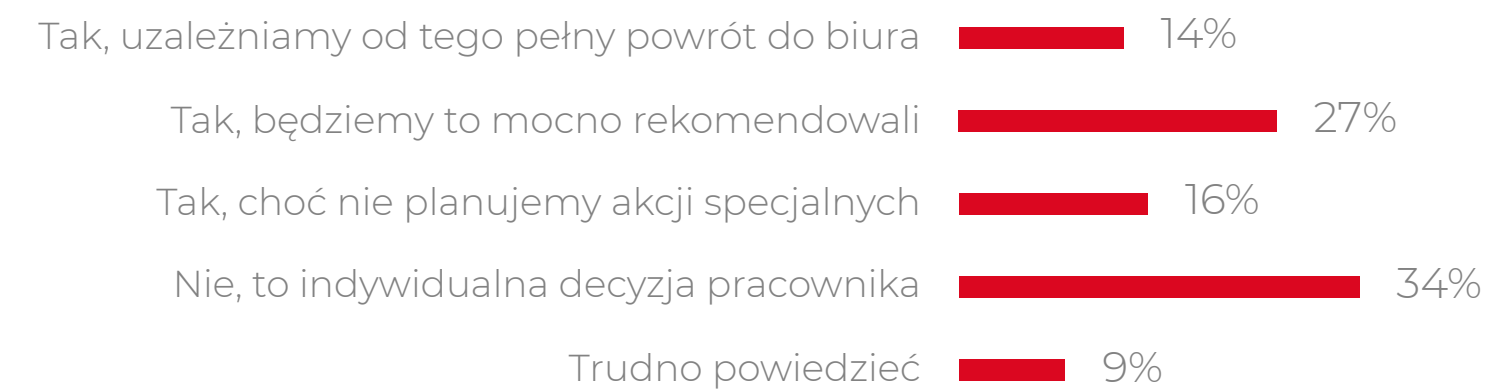 Tak, uzależniamy od tego pełny powrót do biura 14%
Tak, będziemy to mocno rekomendowali 27%
Tak, choć nie planujemy akcji specjalnych 16%
Nie, to indywidualna decyzja pracownika 34%
Trudno powiedzieć 9%